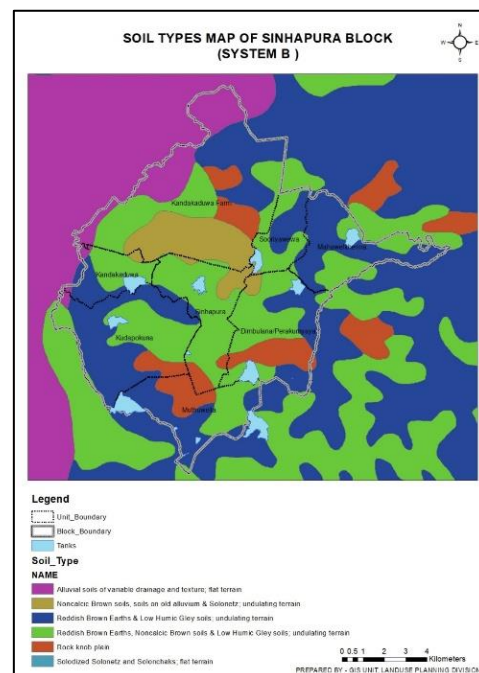 SOIL TYPES MAP OF SINHAPURA BLOCK
(SYSTEM B )
N
W E
S
Kandakaduwa Farm
Kandakaduwa
Sinhapura
Kudapokuna
Dimbulana/Perakumpura
Legend
Unit_Boundary
Block_Boundary
Tanks
Soil_Type
NAME
Alluvial soils of variable drainage and texture; flat terrain
Noncalcic Brown soils, soils on old alluvium & Solonetz; undulating terrain
Reddish Brown Earths & Low Humic Gley soils; undulating terrain
Reddish Brown Earths, Noncalcic Brown soils & Low Humic Gley soils; undulating terrain
Rock knob plain
Solodized Solonetz and Solonchaks; flat terrain
0 0.5 1 2 3 4
Kilometers
PREPARED BY - GIS UNIT, LANDUSE PLANNING DIVISION